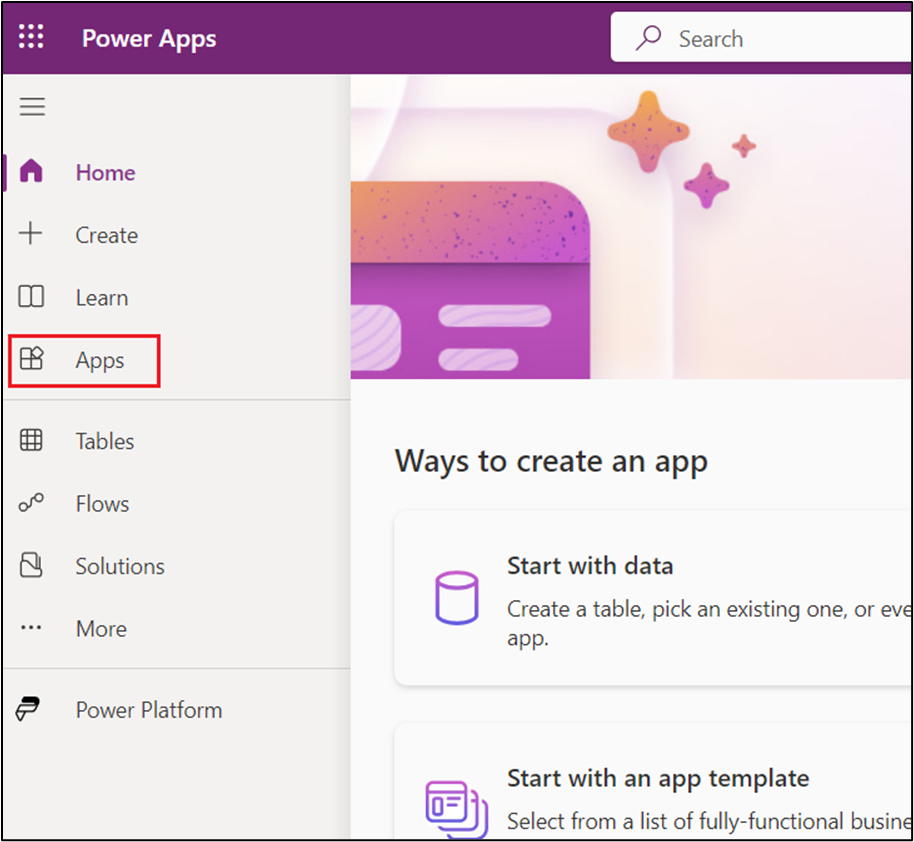 Power Apps
Search
Home
Create
Learn
Apps
Tables
Flows
Solutions
More
Power Platform
Ways to create an app
Start with data
Create a table, pick an existing one, or eve
app.
Start with an app template
Select from a list of fully-functional busine